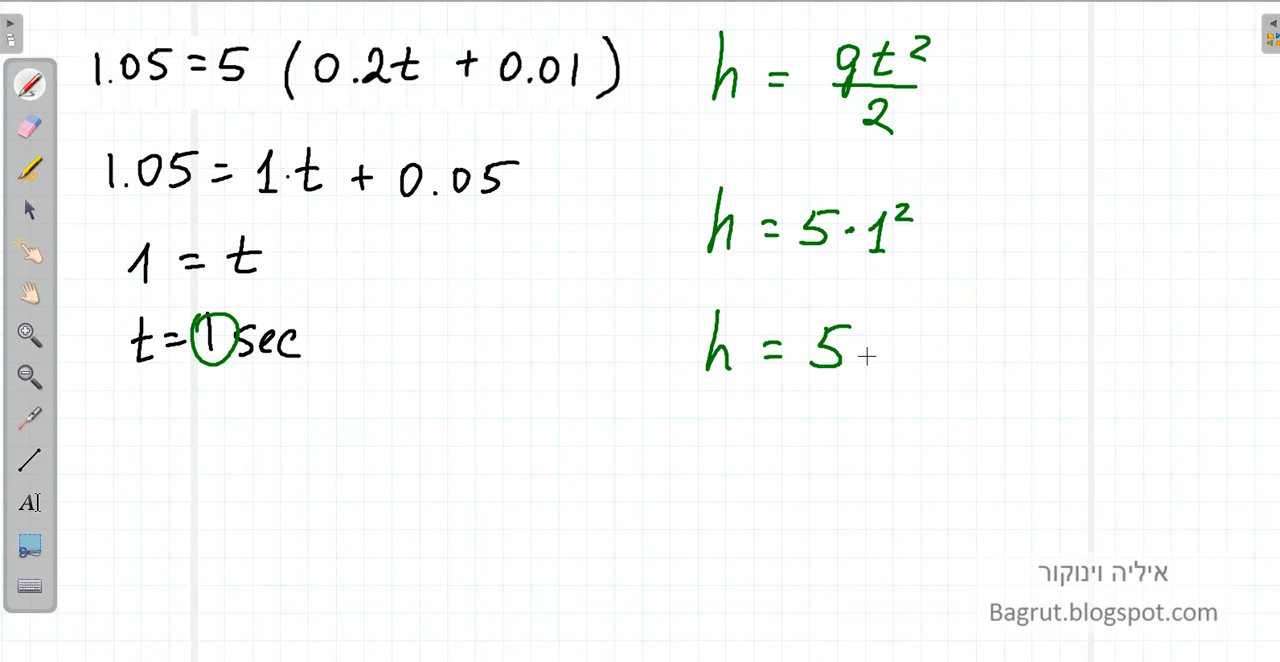 1.05 = 5 (0.2t + 0.01)
1.05 = 1·t + 0.05
1 = t
t = 1 sec
h = gt²/2
h = 5·1²
h = 5
AI
איליה וינוקור
Bagrut.blogspot.com